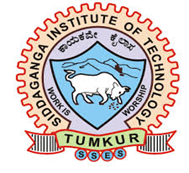 SIDDAGANGA INSTITUTE OF TECHNOLOGY
ಕಾಯಕವೇ ಕೈಲಾಸ
WORK IS
WORSHIP
TUMKUR
SSES